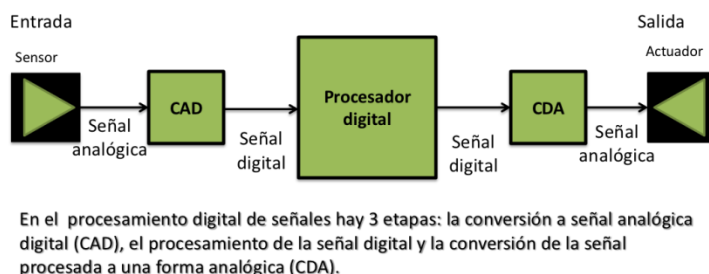 Entrada
Salida
Sensor
Actuador
CAD
Procesador
digital
CDA
Señal
analógica
Señal
digital
Señal
digital
Señal
analógica
En el procesamiento digital de señales hay 3 etapas: la conversión a señal analógica
digital (CAD), el procesamiento de la señal digital y la conversión de la señal
procesada a una forma analógica (CDA).